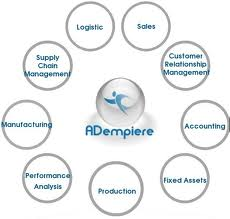 Logistic
Sales
Supply
Chain
Management
Customer
Relationship
Management
ADempiere
Manufacturing
Accounting
Performance
Analysis
Production
Fixed Assets